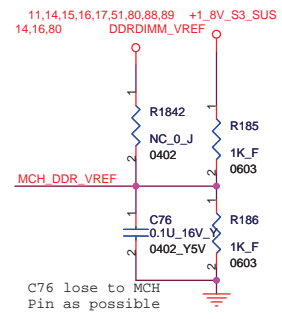 11,14,15,16,17,51,80,88,89 +1_8V_S3_SUS
14,16,80 DDRDIMM_VREF
1
R1842
NC_0_J
2
0402
1
R185
1K_F
2
0603
MCH_DDR_VREF
1
C76
0.1U_16V_Y
2
0402_Y5V
1
R186
1K_F
2
0603
C76 lose to MCH
Pin as possible